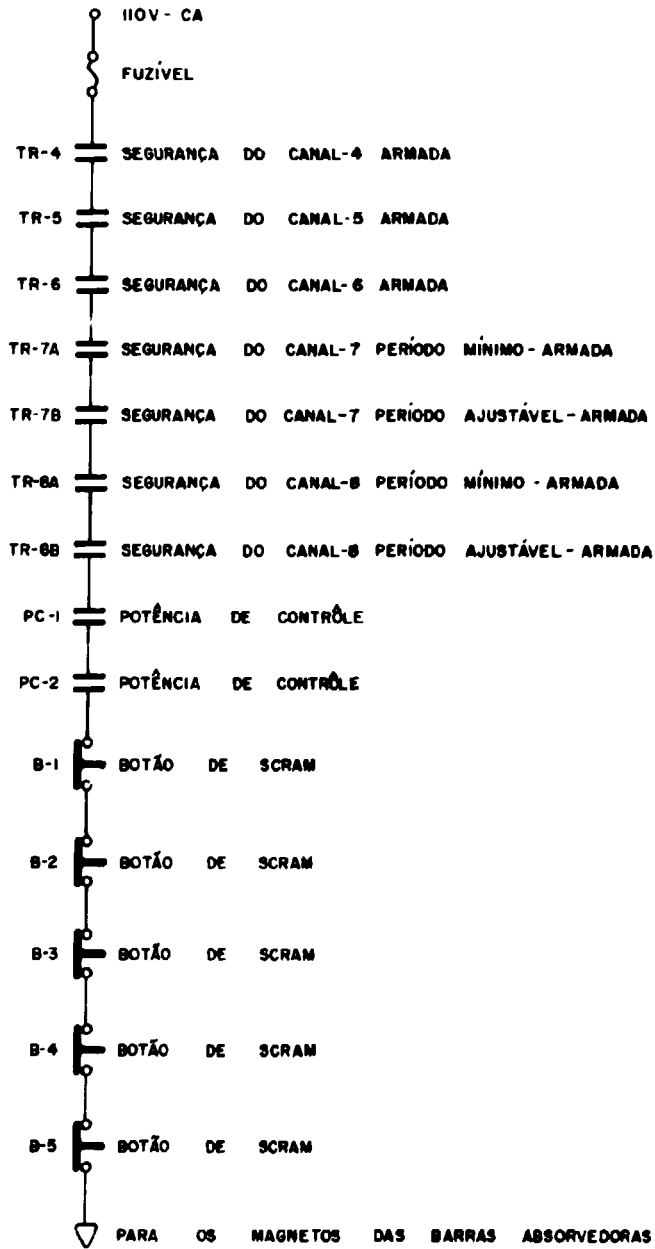 110V - CA
FUZÍVEL
TR-4 SEGURANÇA DO CANAL-4 ARMADA
TR-5 SEGURANÇA DO CANAL-5 ARMADA
TR-6 SEGURANÇA DO CANAL-6 ARMADA
TR-7A SEGURANÇA DO CANAL-7 PERÍODO MÍNIMO-ARMADA
TR-7B SEGURANÇA DO CANAL-7 PERÍODO AJUSTÁVEL-ARMADA
TR-8A SEGURANÇA DO CANAL-8 PERÍODO MÍNIMO - ARMADA
TR-8B SEGURANÇA DO CANAL-8 PERÍODO AJUSTÁVEL-ARMADA
PC-1 POTÊNCIA DE CONTRÔLE
PC-2 POTÊNCIA DE CONTRÔLE
B-1 BOTÃO DE SCRAM
B-2 BOTÃO DE SCRAM
B-3 BOTÃO DE SCRAM
B-4 BOTÃO DE SCRAM
B-5 BOTÃO DE SCRAM
PARA OS MAGNETOS DAS BARRAS ABSORVEDORAS